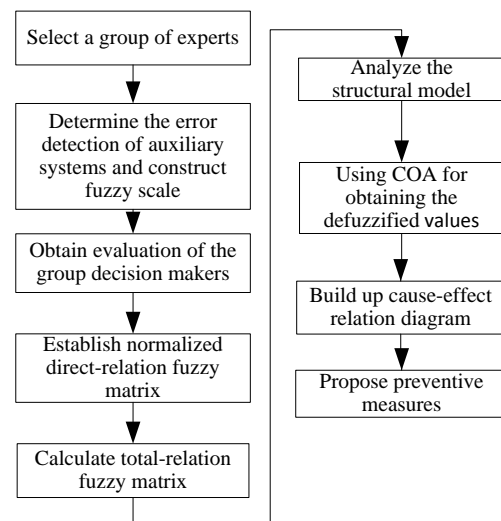 Select a group of experts
Determine the error
detection of auxiliary
systems and construct
fuzzy scale
Obtain evaluation of the
group decision makers
Establish normalized
direct-relation fuzzy
matrix
Calculate total-relation
fuzzy matrix
Analyze the
structural model
Using COA for
obtaining the
defuzzified values
Build up cause-effect
relation diagram
Propose preventive
measures